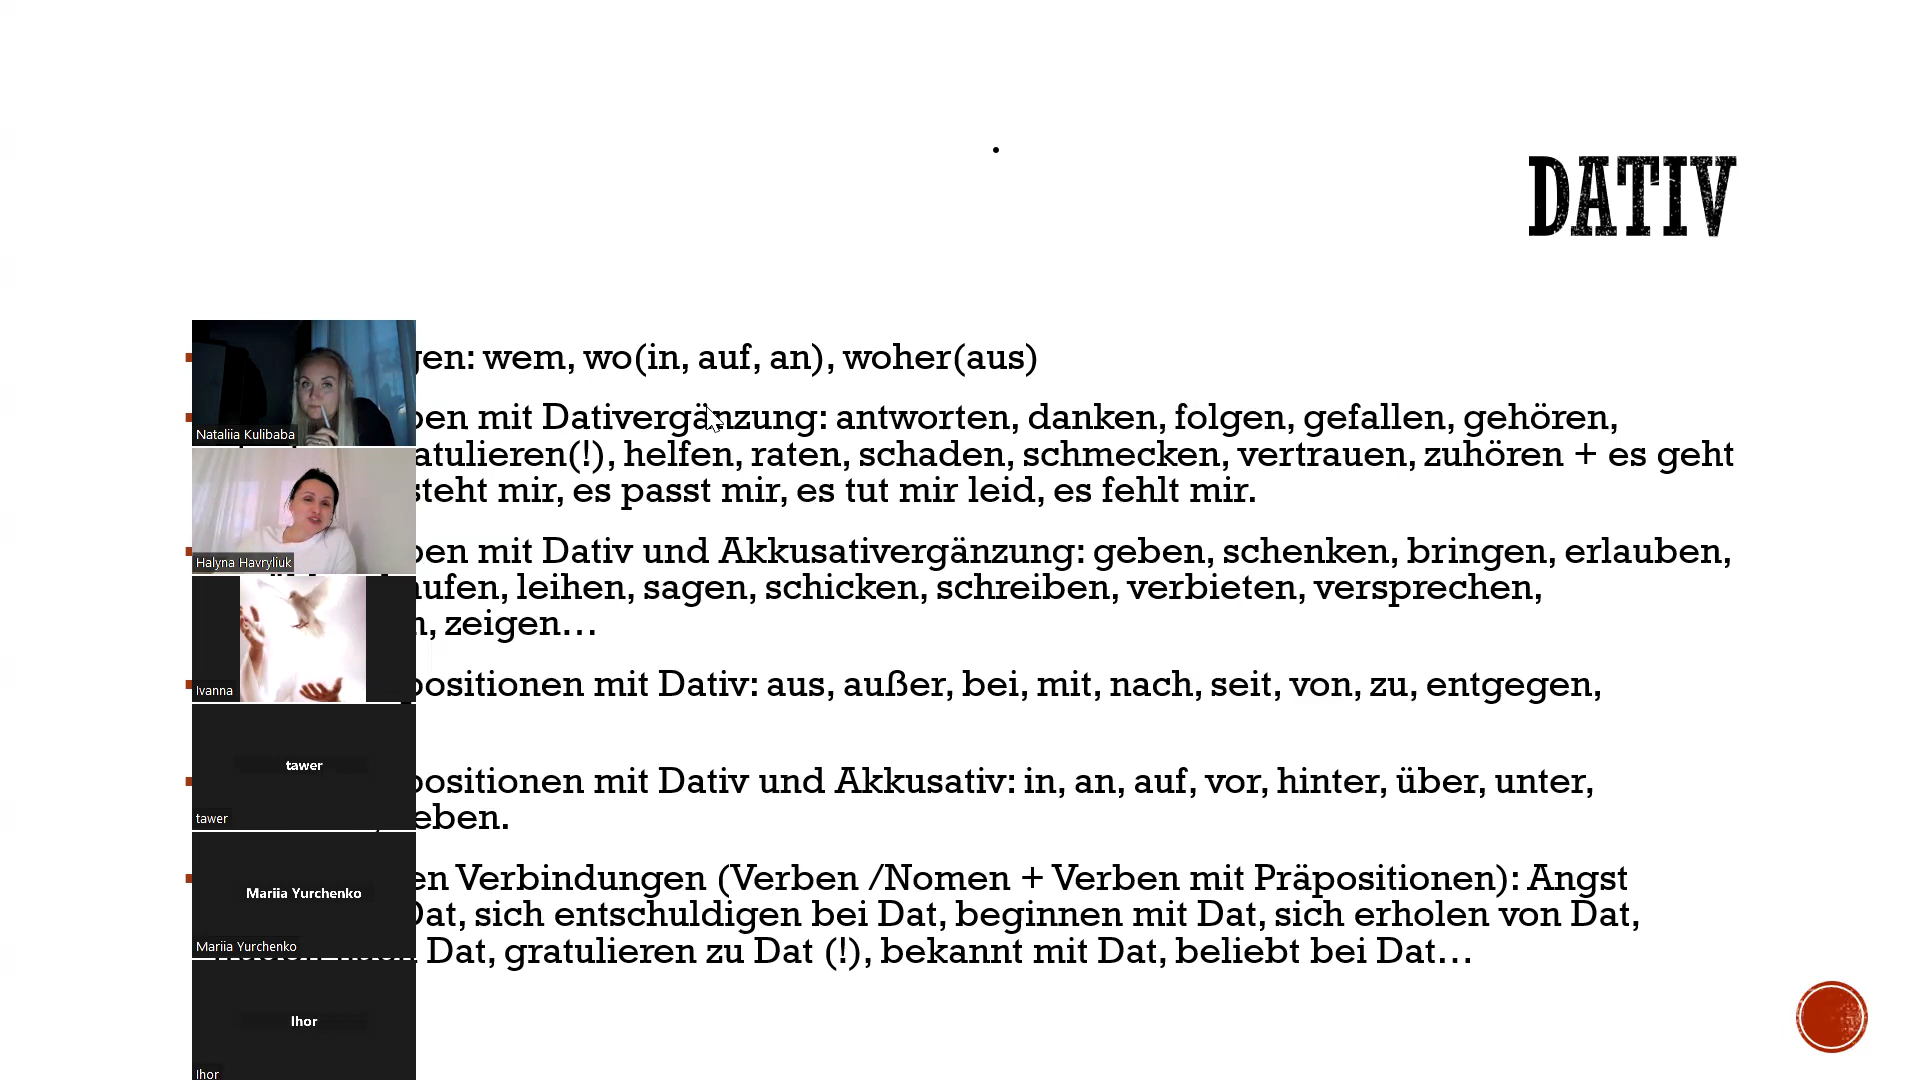 DATIV
gen: wem, wo(in, auf, an), woher(aus)
ben mit Dativergänzung: antworten, danken, folgen, gefallen, gehören,
atulieren(!), helfen, raten, schaden, schmecken, vertrauen, zuhören + es geht
steht mir, es passt mir, es tut mir leid, es fehlt mir.
ben mit Dativ und Akkusativergänzung: geben, schenken, bringen, erlauben,
aufen, leihen, sagen, schicken, schreiben, verbieten, versprechen,
n, zeigen…
positionen mit Dativ: aus, außer, bei, mit, nach, seit, von, zu, entgegen,
positionen mit Dativ und Akkusativ: in, an, auf, vor, hinter, über, unter,
eben.
en Verbindungen (Verben /Nomen + Verben mit Präpositionen): Angst
Dat, sich entschuldigen bei Dat, beginnen mit Dat, sich erholen von Dat,
Dat, gratulieren zu Dat (!), bekannt mit Dat, beliebt bei Dat…
Nataliia Kulibaba
Halyna Havryliuk
Ivanna
tawer
tawer
Mariia Yurchenko
Mariia Yurchenko
Ihor
Ihor